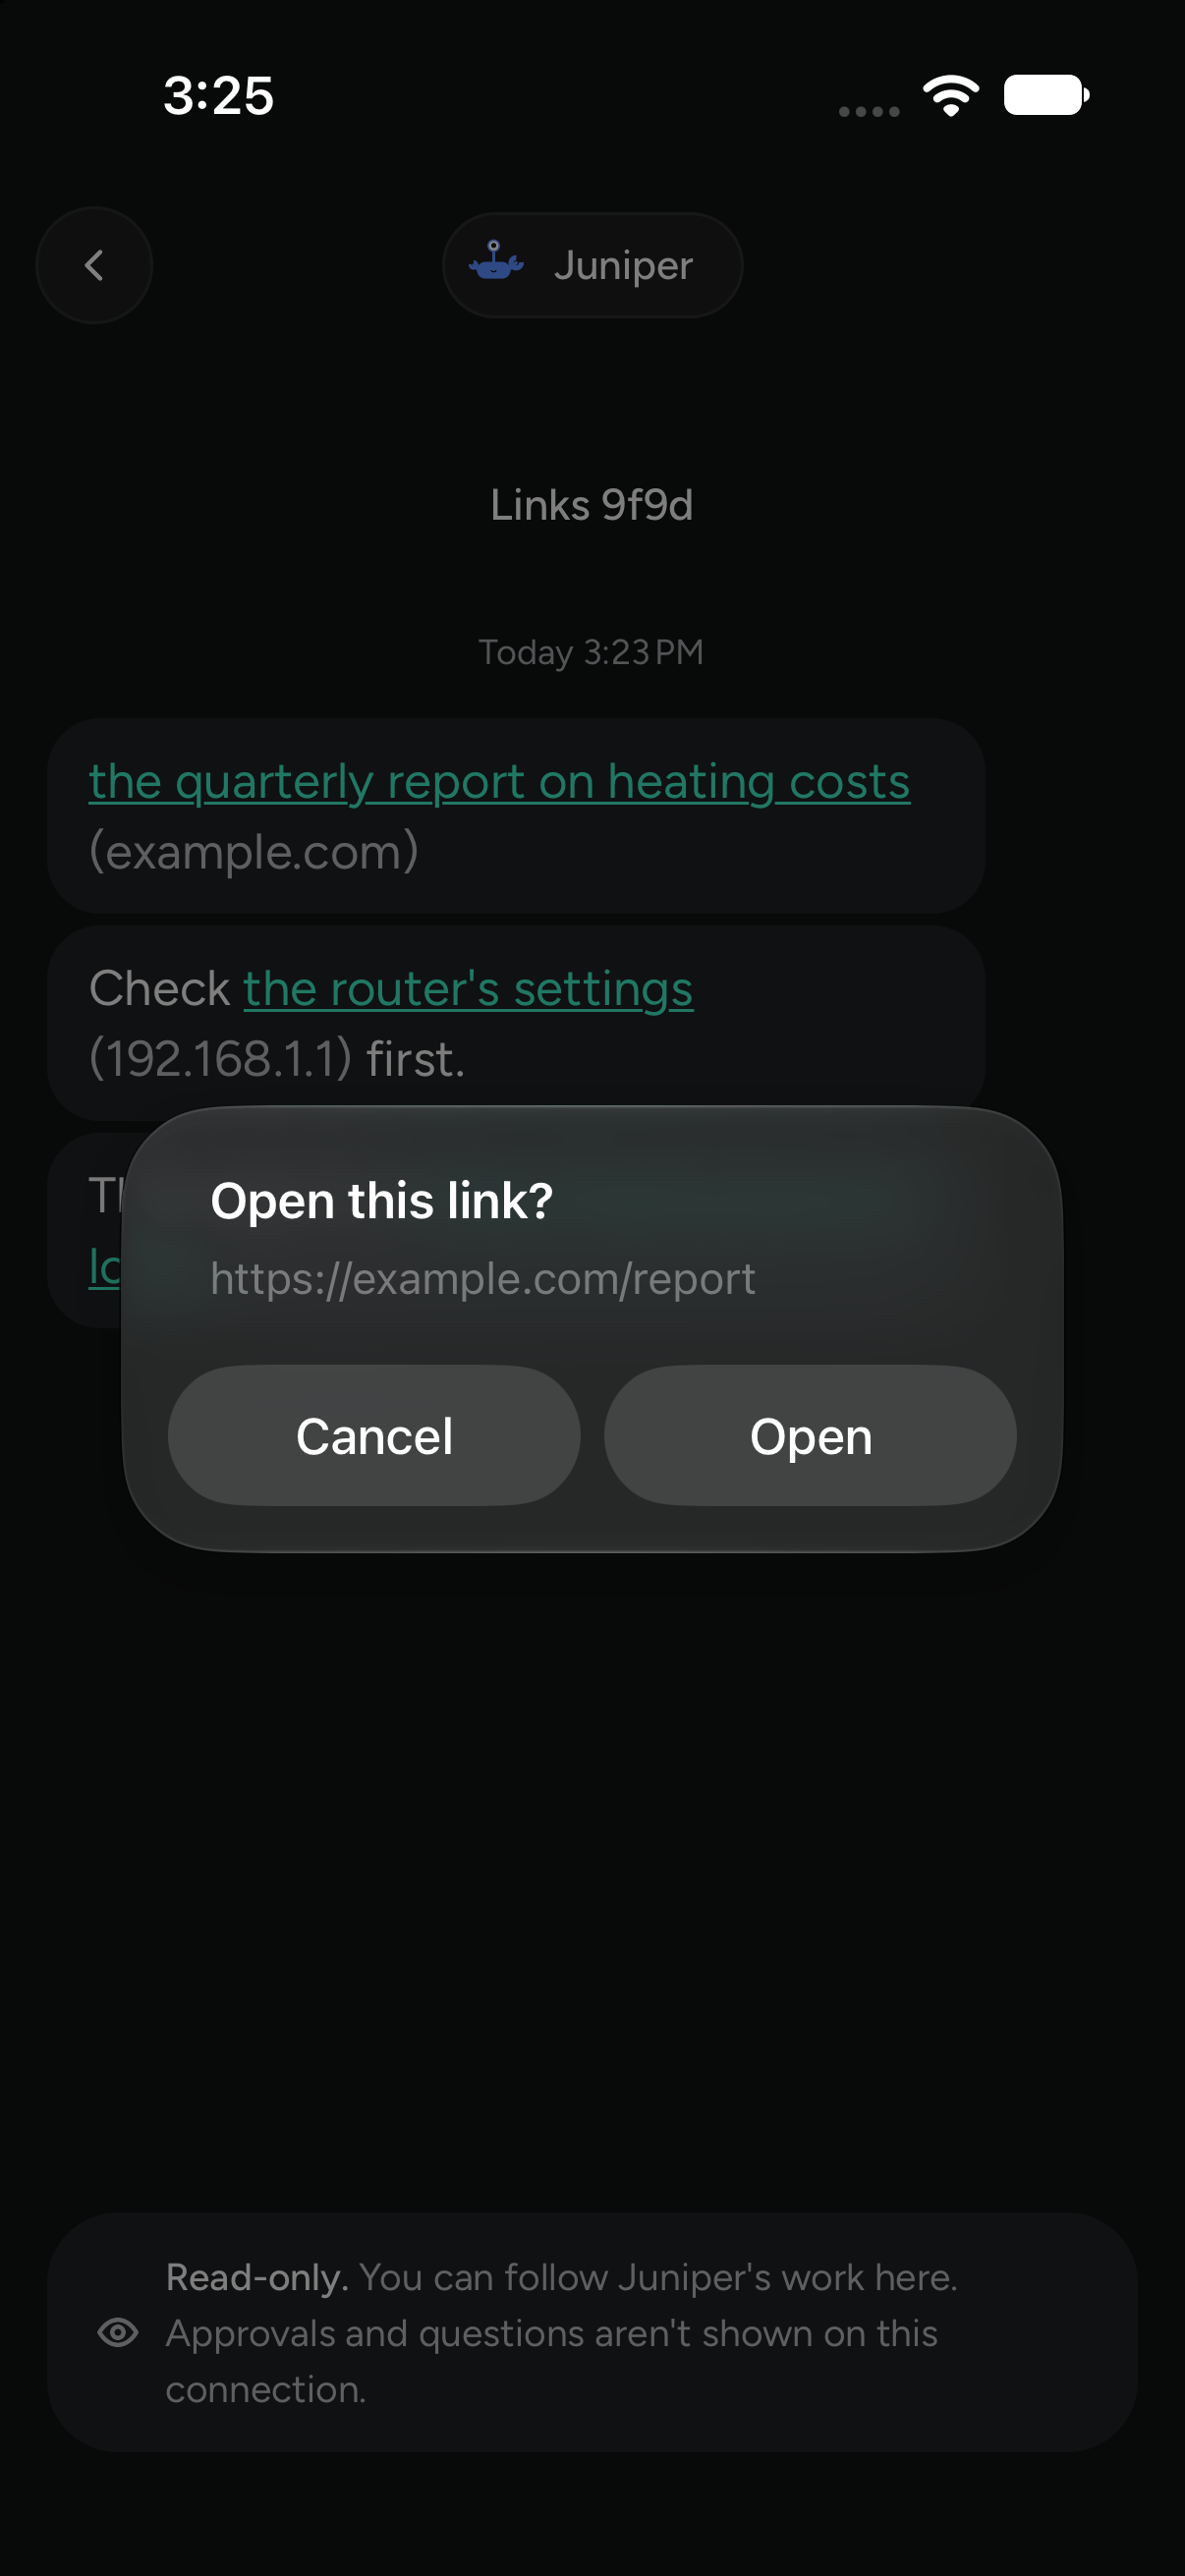 3:25
Juniper
Links 9f9d
Today 3:23 PM
the quarterly report on heating costs
(example.com)
Check the router's settings
(192.168.1.1) first.
Open this link?
https://example.com/report
Cancel
Open
Read-only. You can follow Juniper's work here.
Approvals and questions aren't shown on this
connection.